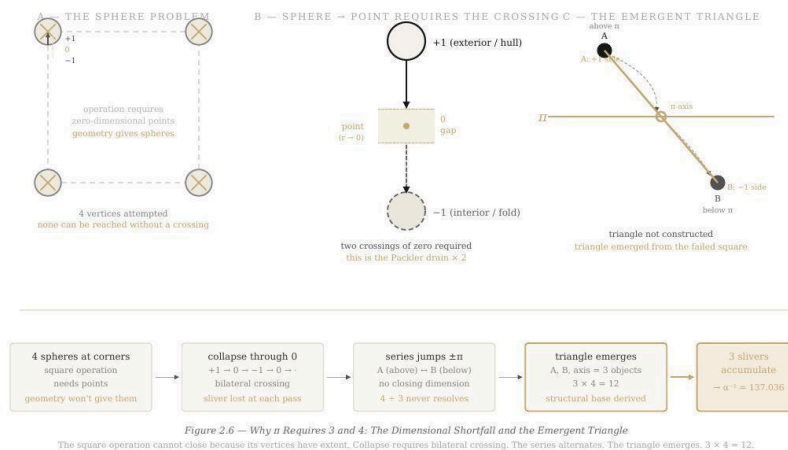 A — THE SPHERE PROBLEM
B — SPHERE → POINT REQUIRES THE CROSSING
C — THE EMERGENT TRIANGLE
+1
0
−1
operation requires
zero-dimensional points
geometry gives spheres
4 vertices attempted
none can be reached without a crossing
+1 (exterior / hull)
point
(r → 0)
0
gap
−1 (interior / fold)
two crossings of zero required
this is the Packler drain × 2
above π
A
A: +1 side
π axis
π
B: −1 side
B
below π
triangle not constructed
triangle emerged from the failed square
4 spheres at corners
square operation
needs points
geometry won't give them
collapse through 0
+1 → 0 → −1 → 0 → ·
bilateral crossing
sliver lost at each pass
series jumps ±π
A (above) ↔ B (below)
no closing dimension
4 ÷ 3 never resolves
triangle emerges
A, B, axis = 3 objects
3 × 4 = 12
structural base derived
3 slivers
accumulate
→ α⁻¹ = 137.036
Figure 2.6 — Why π Requires 3 and 4: The Dimensional Shortfall and the Emergent Triangle
The square operation cannot close because its vertices have extent, Collapse requires bilateral crossing. The series alternates. The triangle emerges. 3 × 4 = 12.